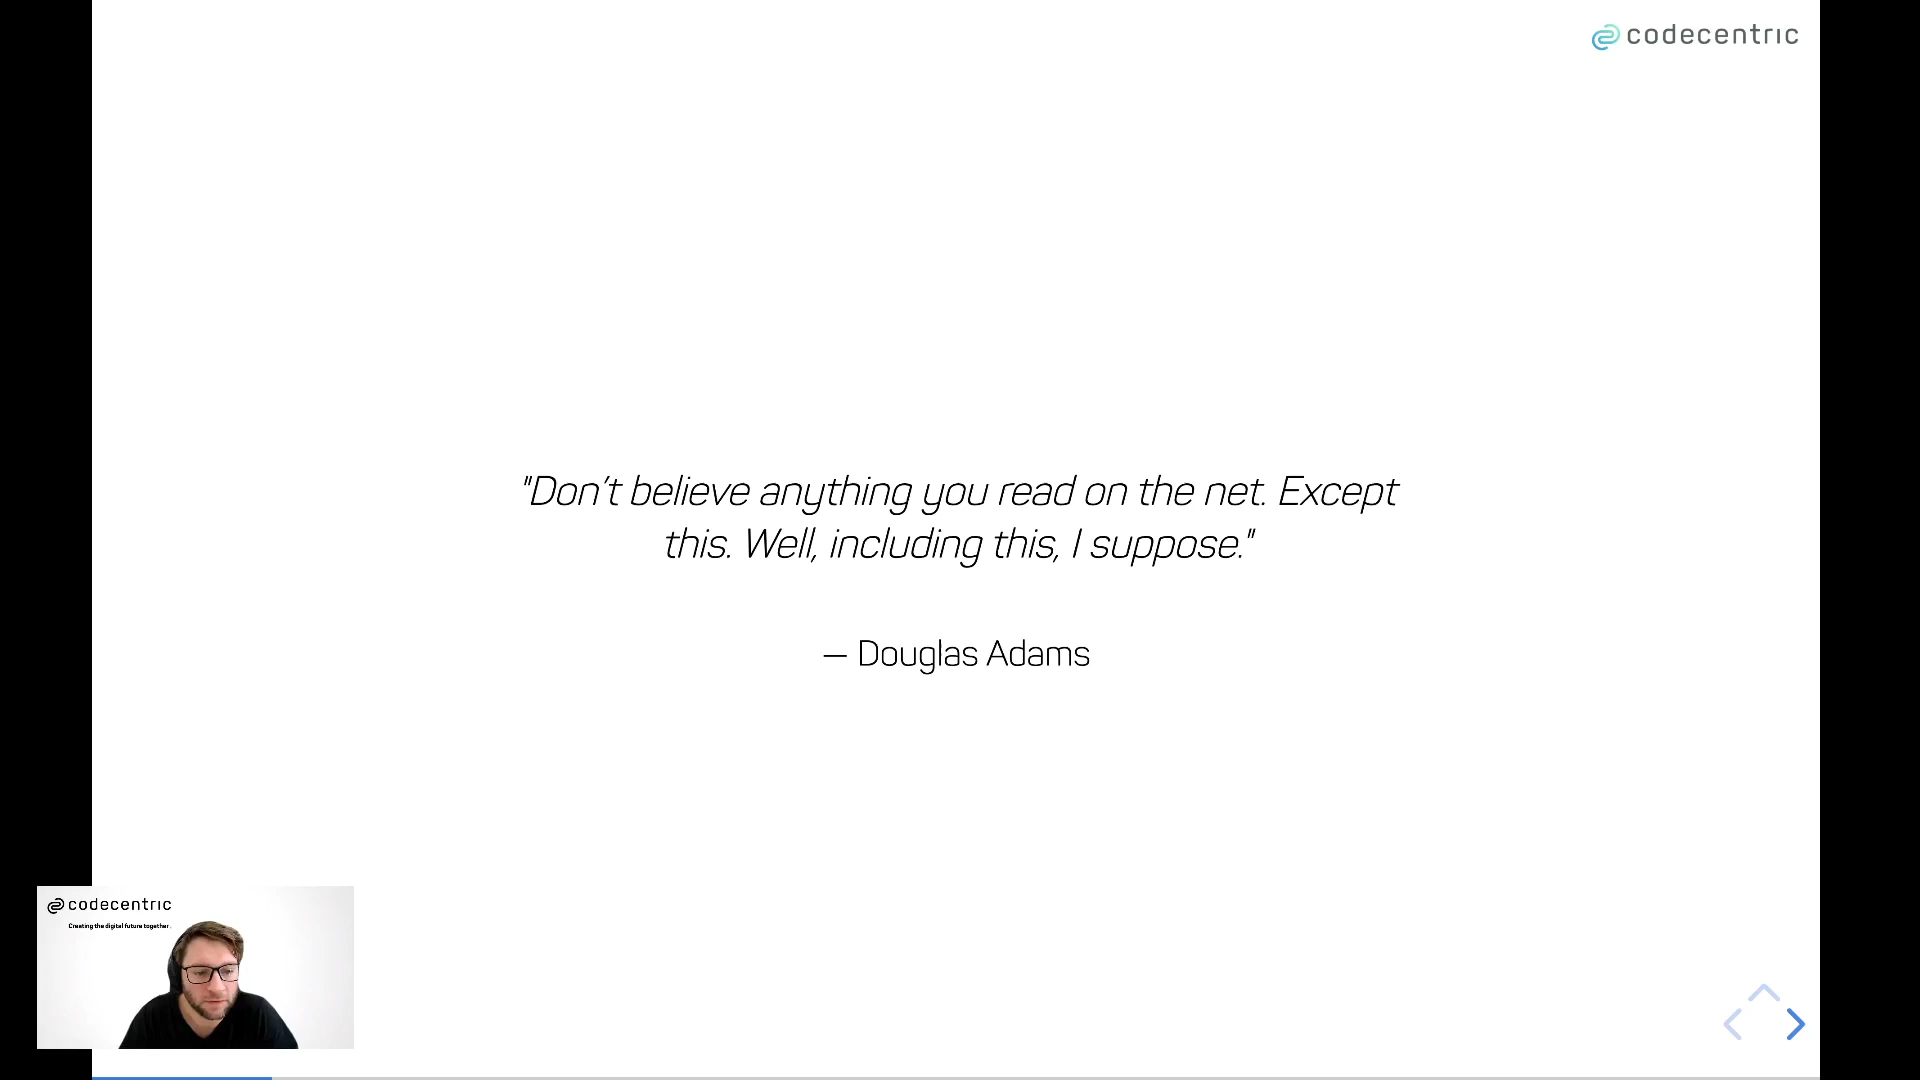 codecentric
"Don't believe anything you read on the net. Except
this. Well, including this, I suppose."
— Douglas Adams
codecentric
Creating the digital future together.